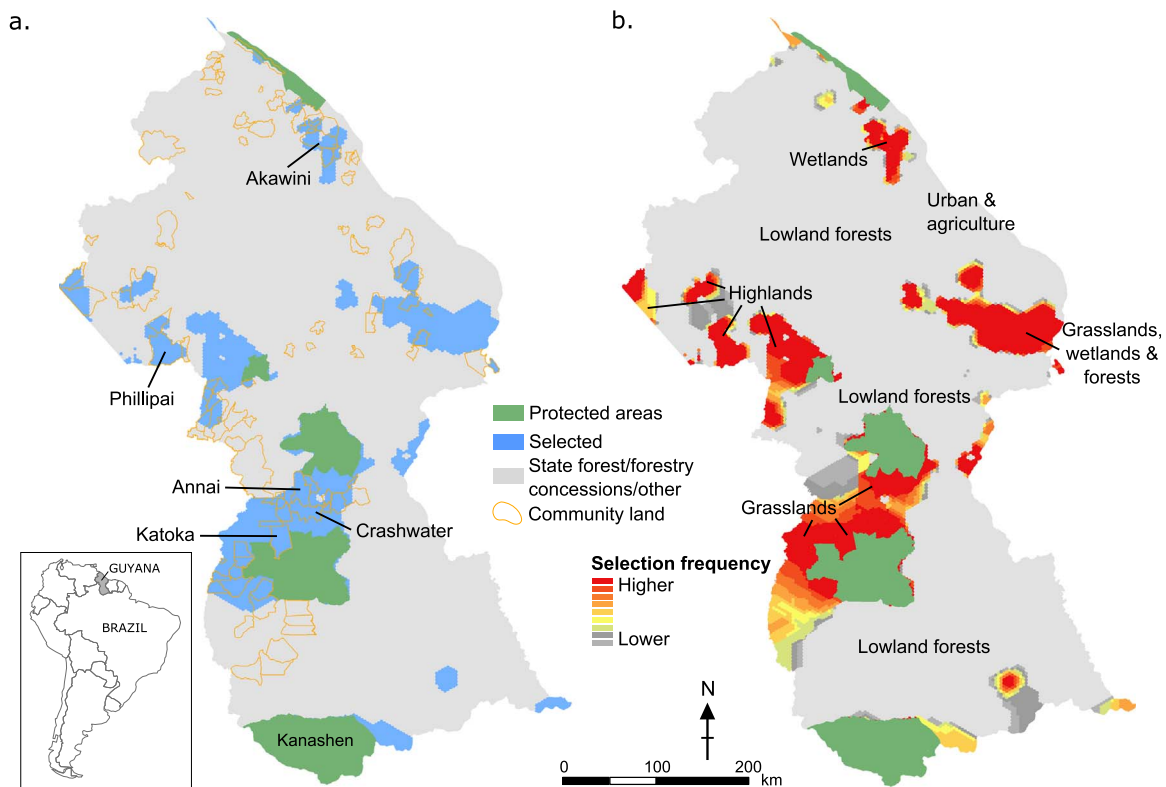 a.
Akawini
Phillipai
Annai
Katoka
Crashwater
Kanashen
GUYANA
BRAZIL
Protected areas
Selected
State forest/forestry
concessions/other
Community land
Selection frequency
Higher
Lower
N
0
100
200
km
b.
Wetlands
Urban &
agriculture
Lowland forests
Highlands
Grasslands,
wetlands &
forests
Lowland forests
Grasslands
Lowland forests